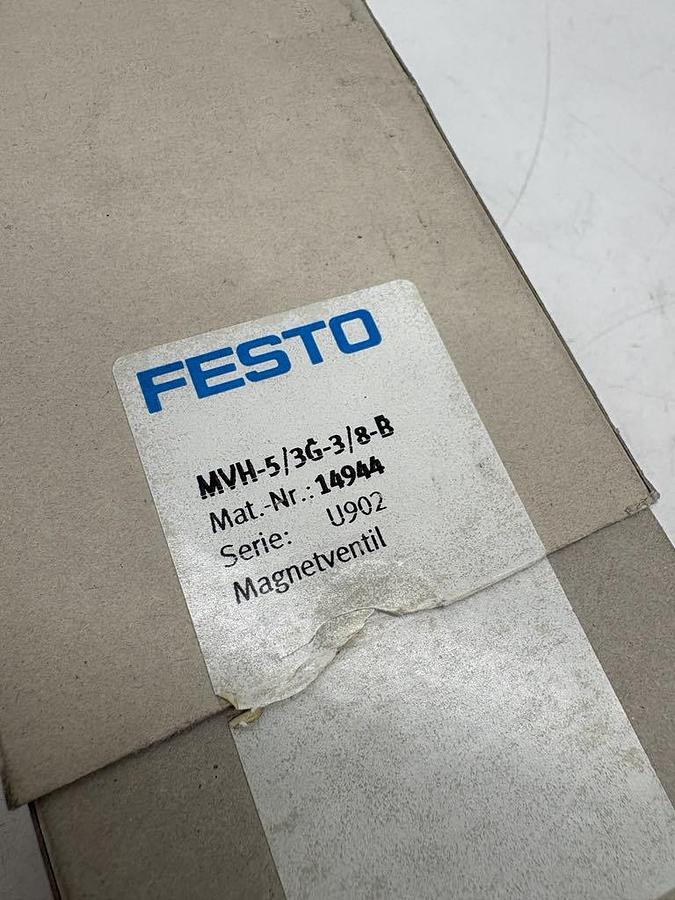 FESTO
MVH-5/3G-3/8-B
Mat.-Nr.: 14944
Serie: U902
Magnetventil